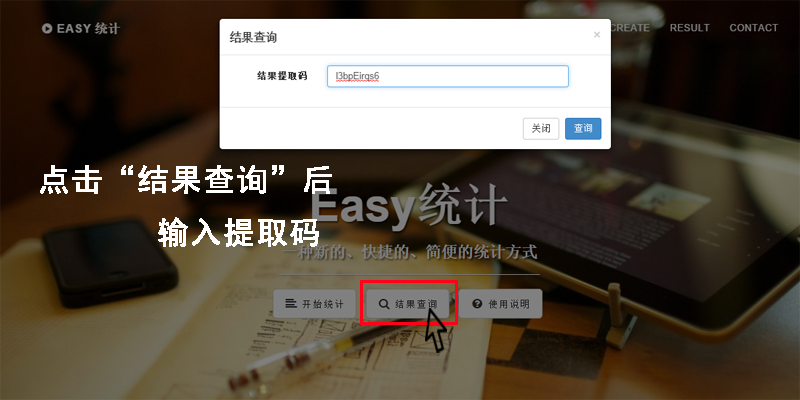 EASY 统计
CREATE
RESULT
CONTACT
结果查询
×
结果提取码
l3bpEirqs6
关闭
查询
点击“结果查询”后
输入提取码
Easy统计
一种新的、快捷的、简便的统计方式
开始统计
结果查询
使用说明